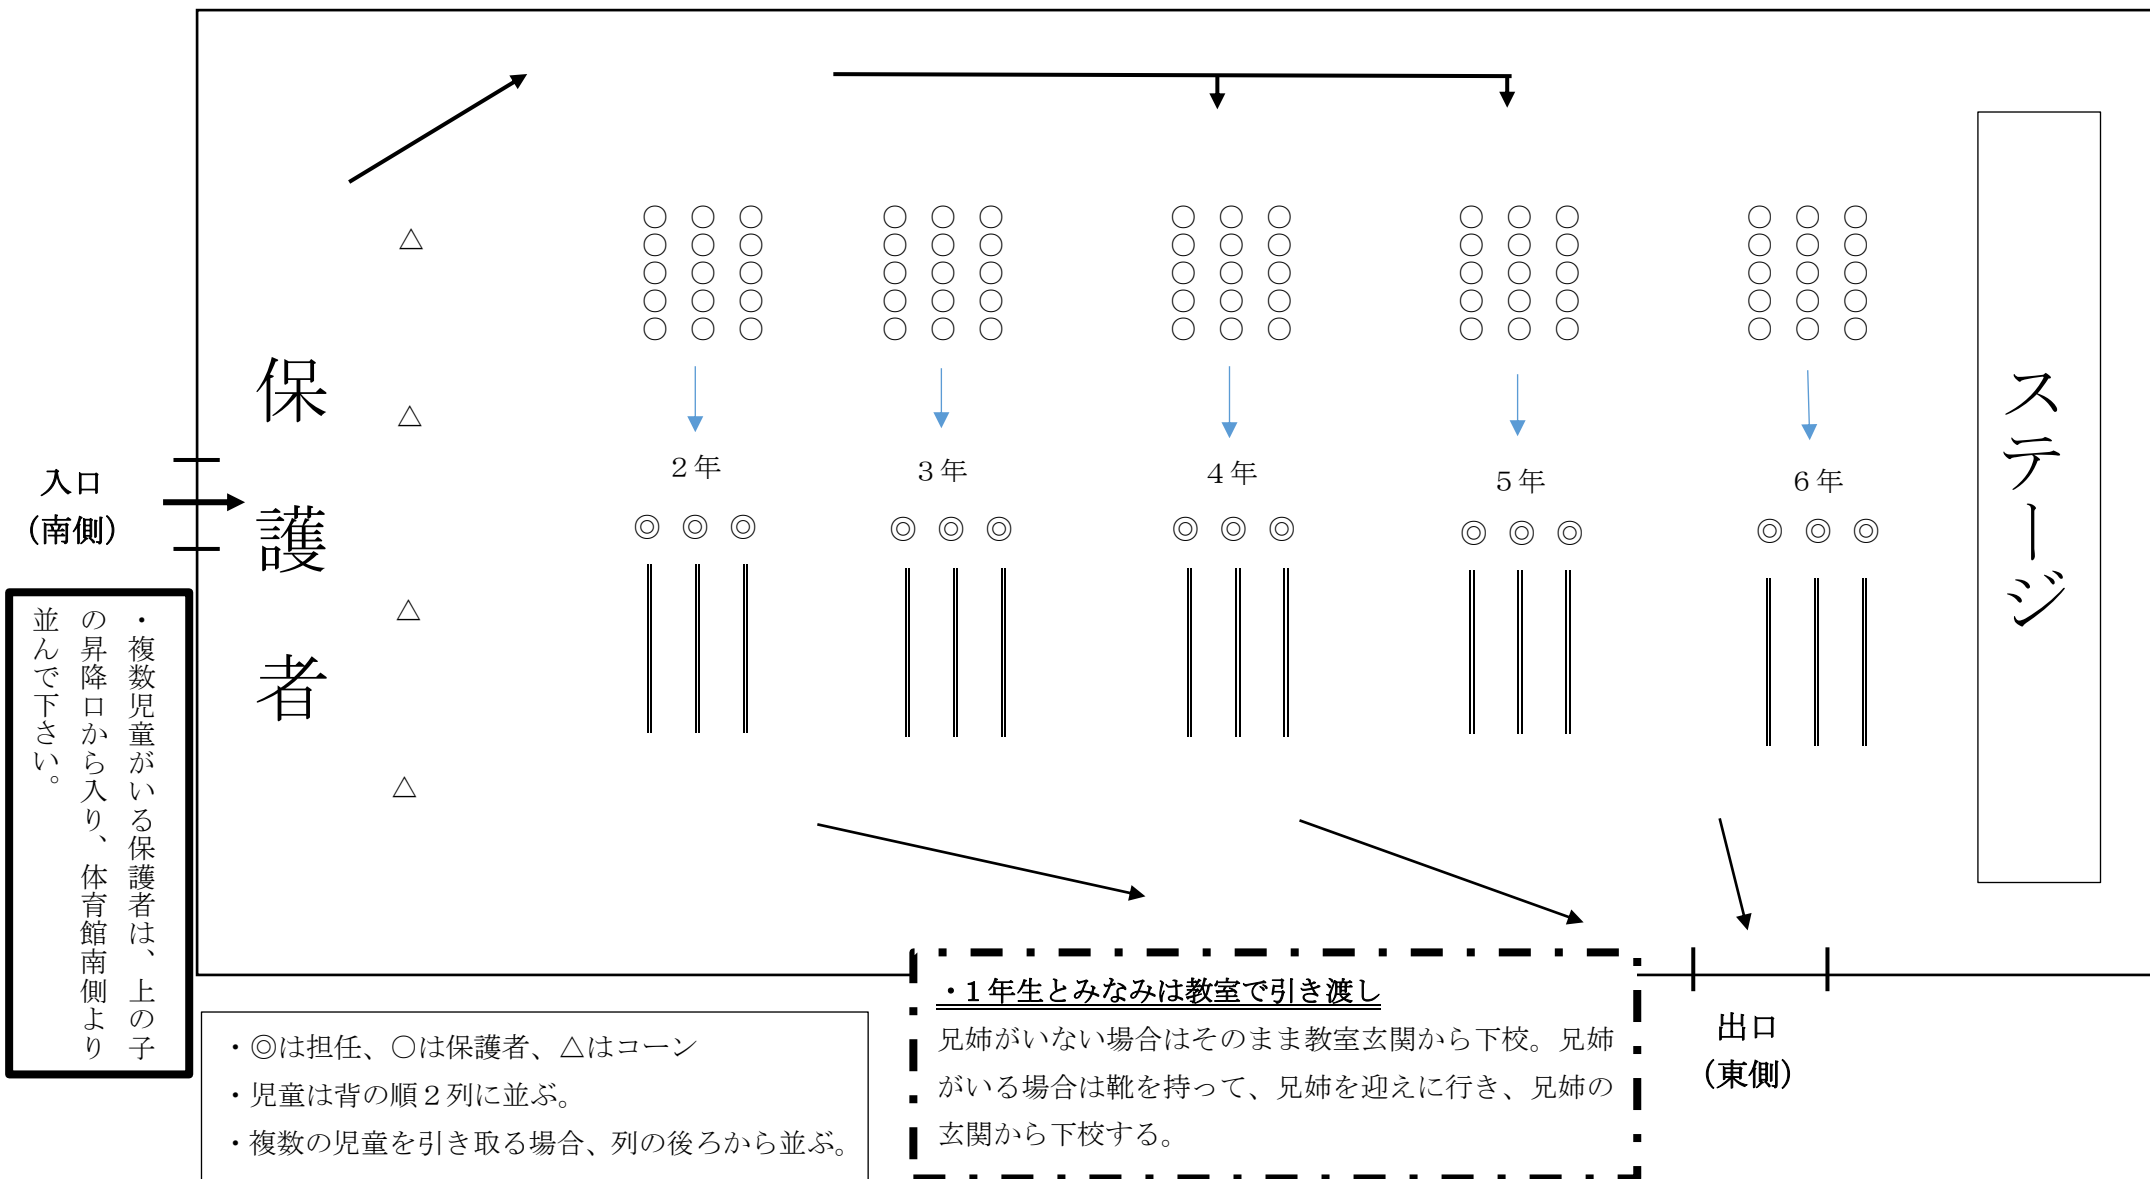 ステージ
保護者
入口
(南側)
△
△
△
△
○ ○ ○ ○ ○ ○ ○ ○ ○ ○ ○ ○ ○ ○ ○
○ ○ ○ ○ ○ ○ ○ ○ ○ ○ ○ ○ ○ ○ ○
○ ○ ○ ○ ○ ○ ○ ○ ○ ○ ○ ○ ○ ○ ○
○ ○ ○ ○ ○ ○ ○ ○ ○ ○ ○ ○ ○ ○ ○
○ ○ ○ ○ ○ ○ ○ ○ ○ ○ ○ ○ ○ ○ ○
2年
3年
4年
5年
6年
◎ ◎ ◎ ◎ ◎ ◎ ◎ ◎ ◎ ◎ ◎ ◎ ◎ ◎ ◎
・複数児童がいる保護者は、上の子
の昇降口から入り、体育館南側より
並んで下さい。
・◎は担任、○は保護者、△はコーン
・児童は背の順2列に並ぶ。
・複数の児童を引き取る場合、列の後ろから並ぶ。
・1年生とみなみは教室で引き渡し
兄姉がいない場合はそのまま教室玄関から下校。兄姉
がいる場合は靴を持って、兄姉を迎えに行き、兄姉の
玄関から下校する。
出口
(東側)